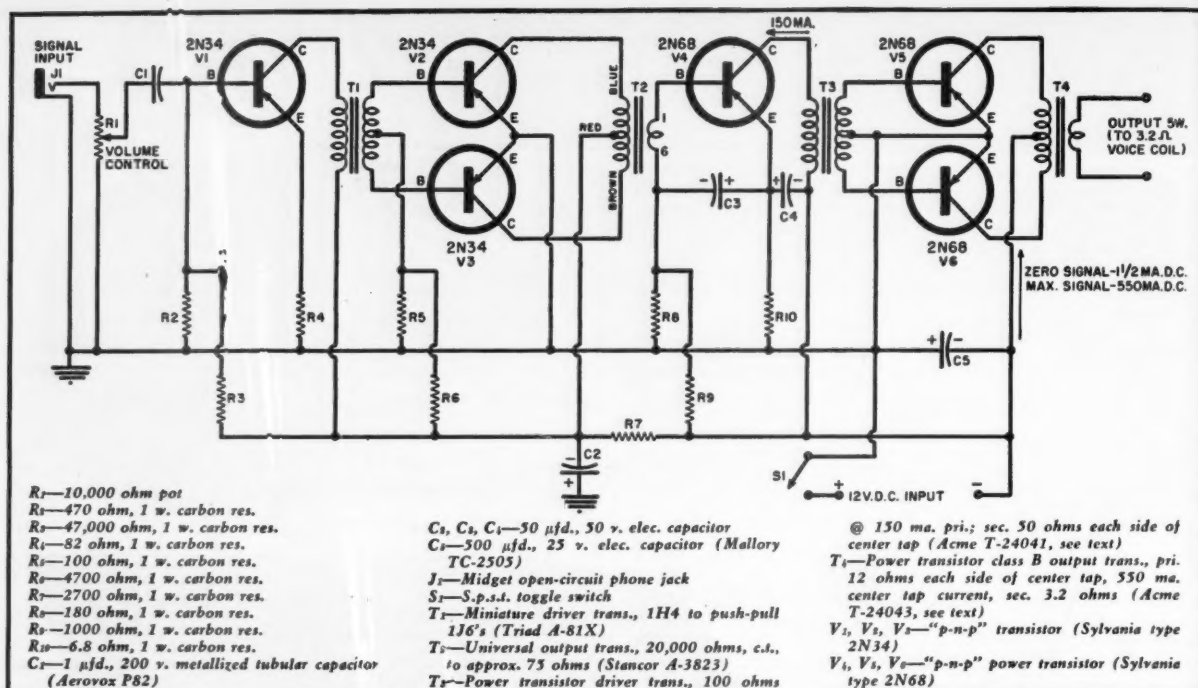 SIGNAL
INPUT
J1
V
R1
VOLUME
CONTROL
C1
2N34
V1
B
C
E
T1
2N34
V2
B
C
E
B
E
C
2N34
V3
BLUE
RED
BROWN
T2
1
6
2N68
V4
B
C
E
150MA.
T3
2N68
V5
B
C
E
B
E
C
2N68
V6
T4
OUTPUT 5W.
(TO 3.2 Ω
VOICE COIL)
C3
- +
C4
+ -
ZERO SIGNAL-1 1/2 MA.D.C.
MAX. SIGNAL-550MA.D.C.
R2
R4
R5
R8
R10
+ -
C5
R3
R6
R7
R9
-
C2
+
S1
+
12V.D.C. INPUT
-
R1—10,000 ohm pot
R2—470 ohm, 1 w. carbon res.
R3—47,000 ohm, 1 w. carbon res.
R4—82 ohm, 1 w. carbon res.
R5—100 ohm, 1 w. carbon res.
R6—4700 ohm, 1 w. carbon res.
R7—2700 ohm, 1 w. carbon res.
R8—180 ohm, 1 w. carbon res.
R9—1000 ohm, 1 w. carbon res.
R10—6.8 ohm, 1 w. carbon res.
C1—1 μfd., 200 v. metallized tubular capacitor
(Aerovox P82)
C2, C3, C4—50 μfd., 50 v. elec. capacitor
C5—500 μfd., 25 v. elec. capacitor (Mallory
TC-2505)
J1—Midget open-circuit phone jack
S1—S.p.s.t. toggle switch
T1—Miniature driver trans., 1H4 to push-pull
1J6's (Triad A-81X)
T2—Universal output trans., 20,000 ohms, c.t.,
to approx. 75 ohms (Stancor A-3823)
T3—Power transistor driver trans., 100 ohms
@ 150 ma. pri.; sec. 50 ohms each side of
center tap (Acme T-24041, see text)
T4—Power transistor class B output trans., pri.
12 ohms each side of center tap, 550 ma.
center tap current, sec. 3.2 ohms (Acme
T-24043, see text)
V1, V2, V3—"p-n-p" transistor (Sylvania type
2N34)
V4, V5, V6—"p-n-p" power transistor (Sylvania
type 2N68)